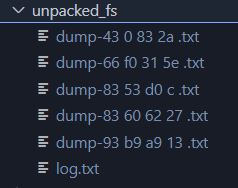 unpacked_fs
dump-43 0 83 2a .txt
dump-66 f0 31 5e .txt
dump-83 53 d0 c .txt
dump-83 60 62 27 .txt
dump-93 b9 a9 13 .txt
log.txt